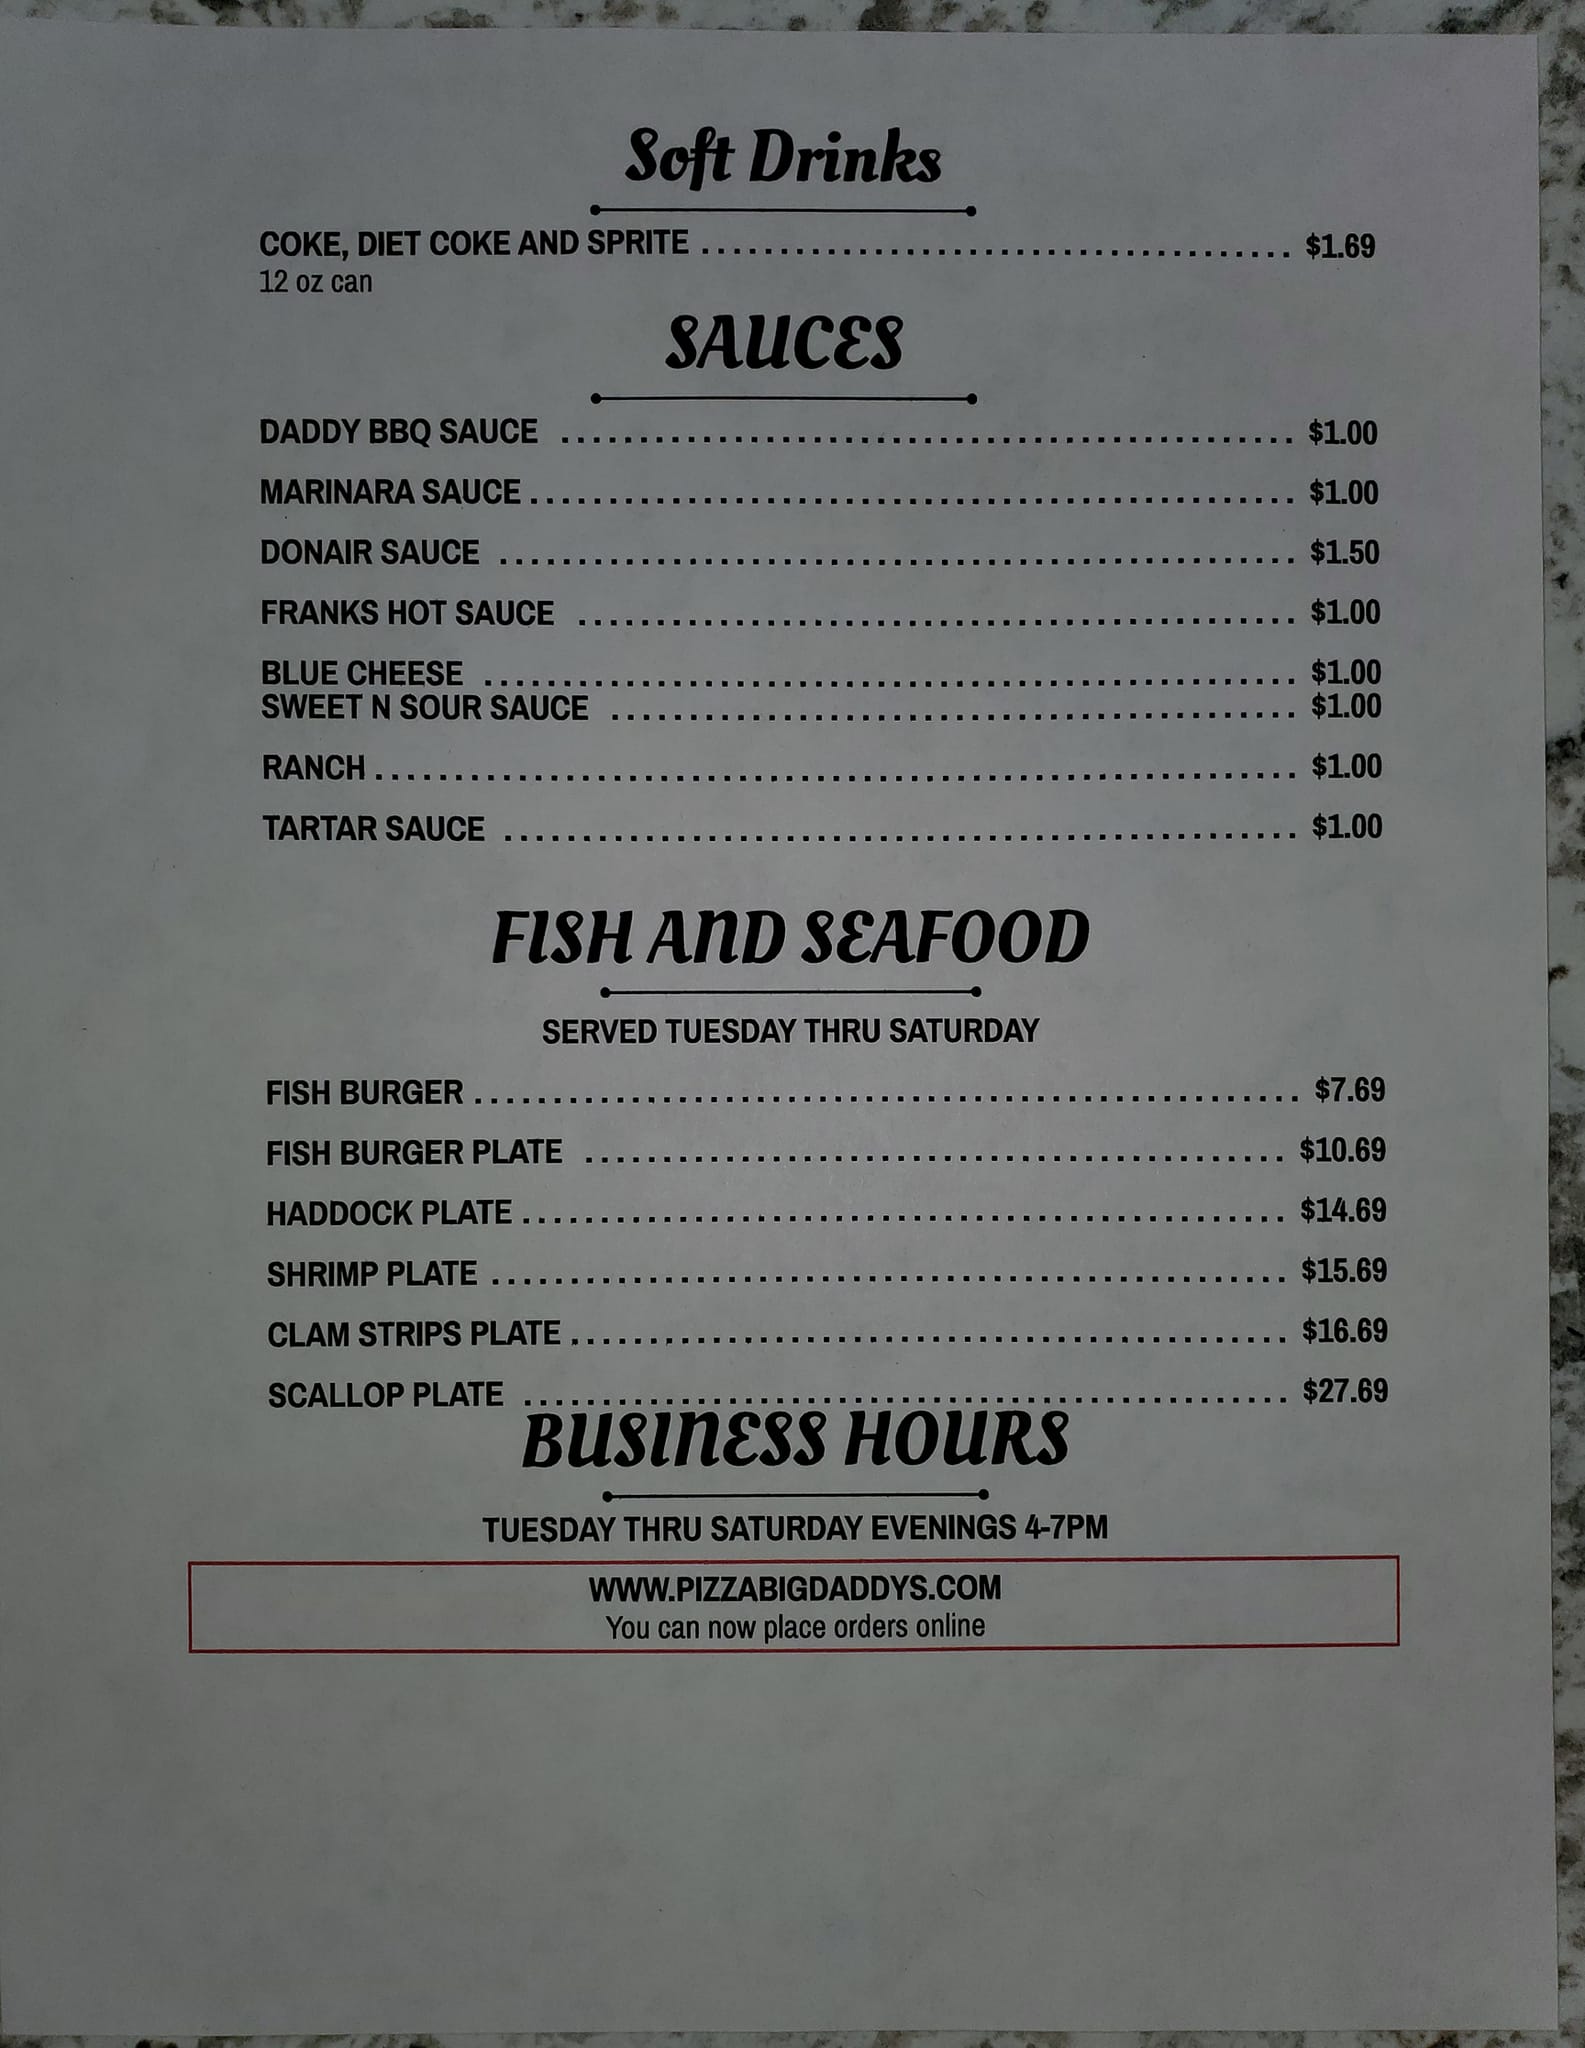 Soft Drinks
COKE, DIET COKE AND SPRITE ..................................... $1.69
12 oz can
SAUCES
DADDY BBQ SAUCE .............................................. $1.00
MARINARA SAUCE ................................................ $1.00
DONAIR SAUCE .................................................. $1.50
FRANKS HOT SAUCE ............................................. $1.00
BLUE CHEESE ................................................... $1.00
SWEET N SOUR SAUCE ........................................... $1.00
RANCH .......................................................... $1.00
TARTAR SAUCE .................................................. $1.00
FISH AND SEAFOOD
SERVED TUESDAY THRU SATURDAY
FISH BURGER .................................................... $7.69
FISH BURGER PLATE ............................................ $10.69
HADDOCK PLATE ................................................ $14.69
SHRIMP PLATE .................................................. $15.69
CLAM STRIPS PLATE ............................................. $16.69
SCALLOP PLATE ................................................ $27.69
BUSINESS HOURS
TUESDAY THRU SATURDAY EVENINGS 4-7PM
WWW.PIZZABIGDADDYS.COM
You can now place orders online